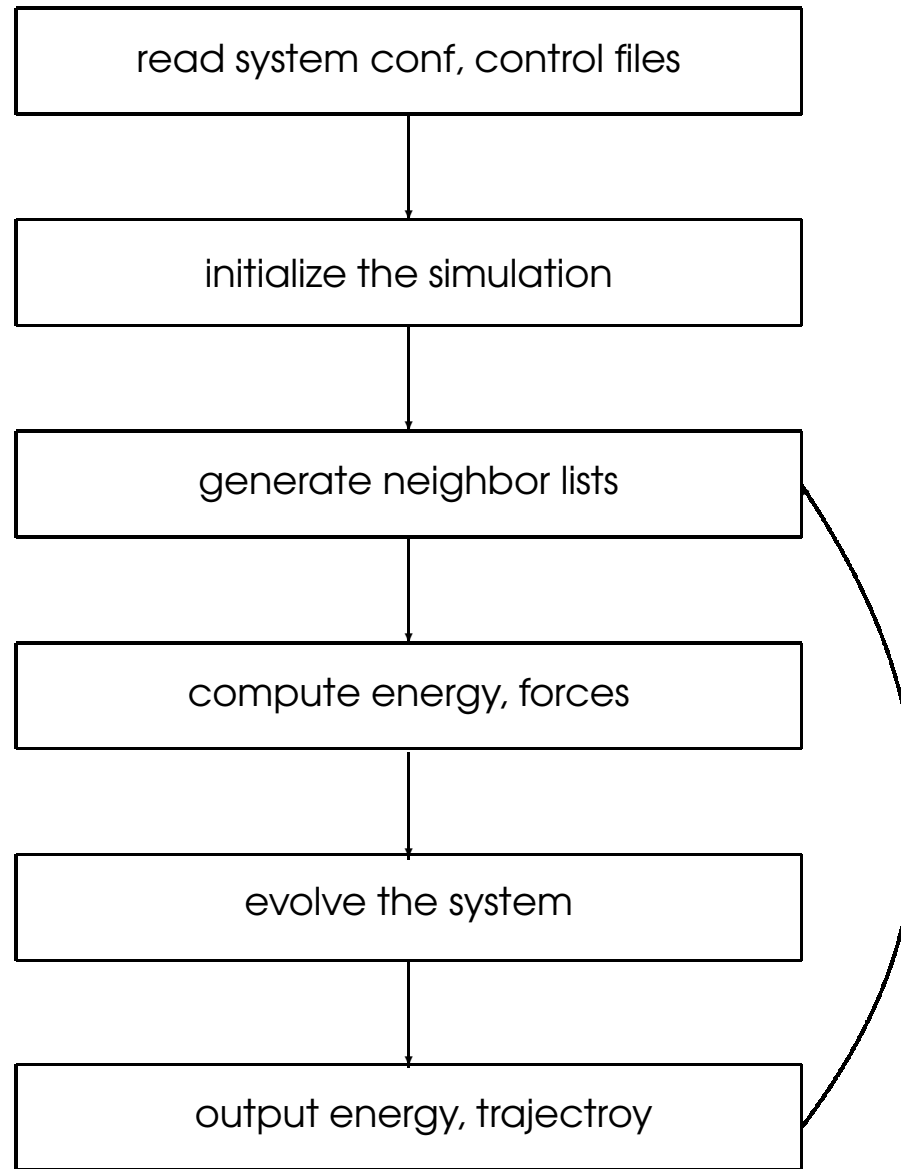 read system conf, control files
initialize the simulation
generate neighbor lists
compute energy, forces
evolve the system
output energy, trajectroy